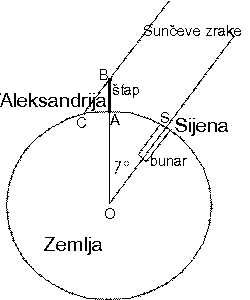 Sunčeve zrake
B
štap
Aleksandrija
C
A
S
Sijena
7°
bunar
O
Zemlja